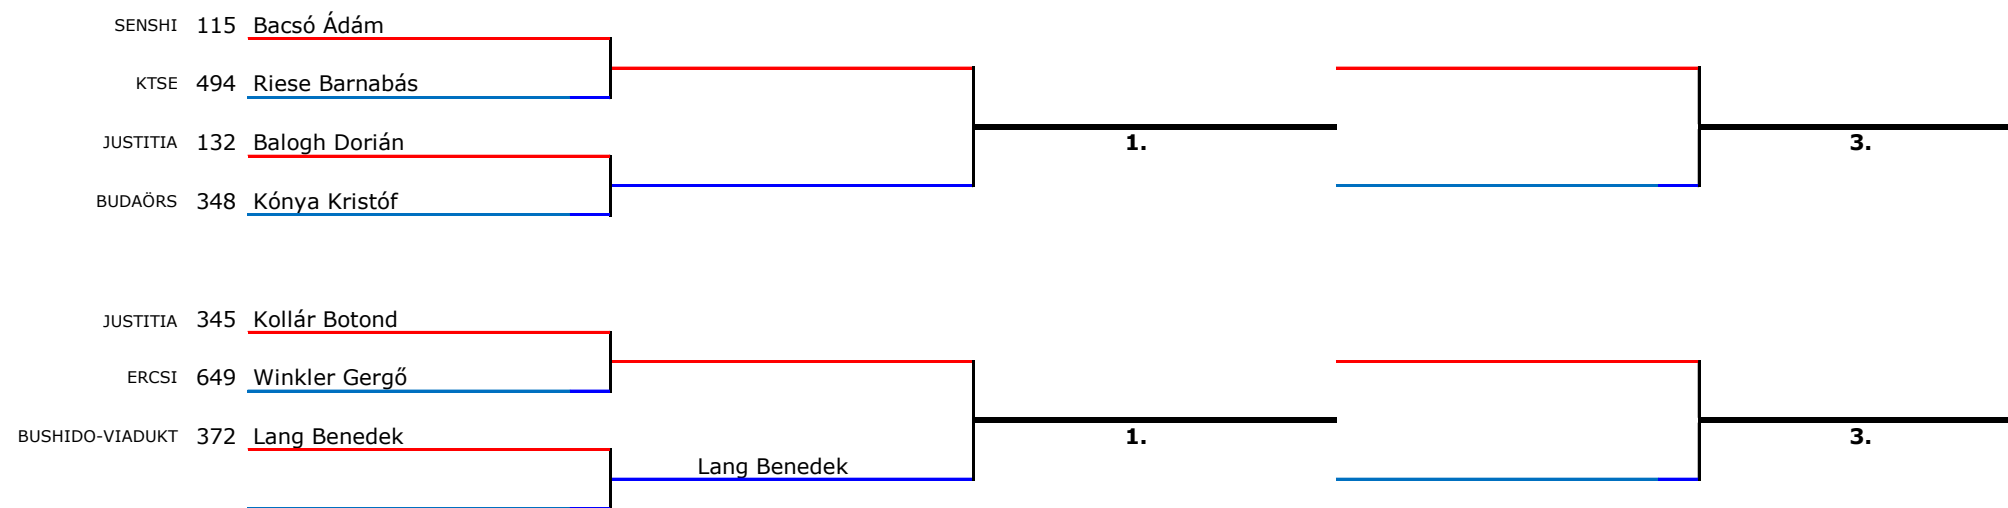 SENSHI 115 Bacsó Ádám
KTSE 494 Riese Barnabás
JUSTITIA 132 Balogh Dorián 1. 3.
BUDAÖRS 348 Kónya Kristóf
JUSTITIA 345 Kollár Botond
ERCSI 649 Winkler Gergő
BUSHIDO-VIADUKT 372 Lang Benedek 1. 3.
Lang Benedek